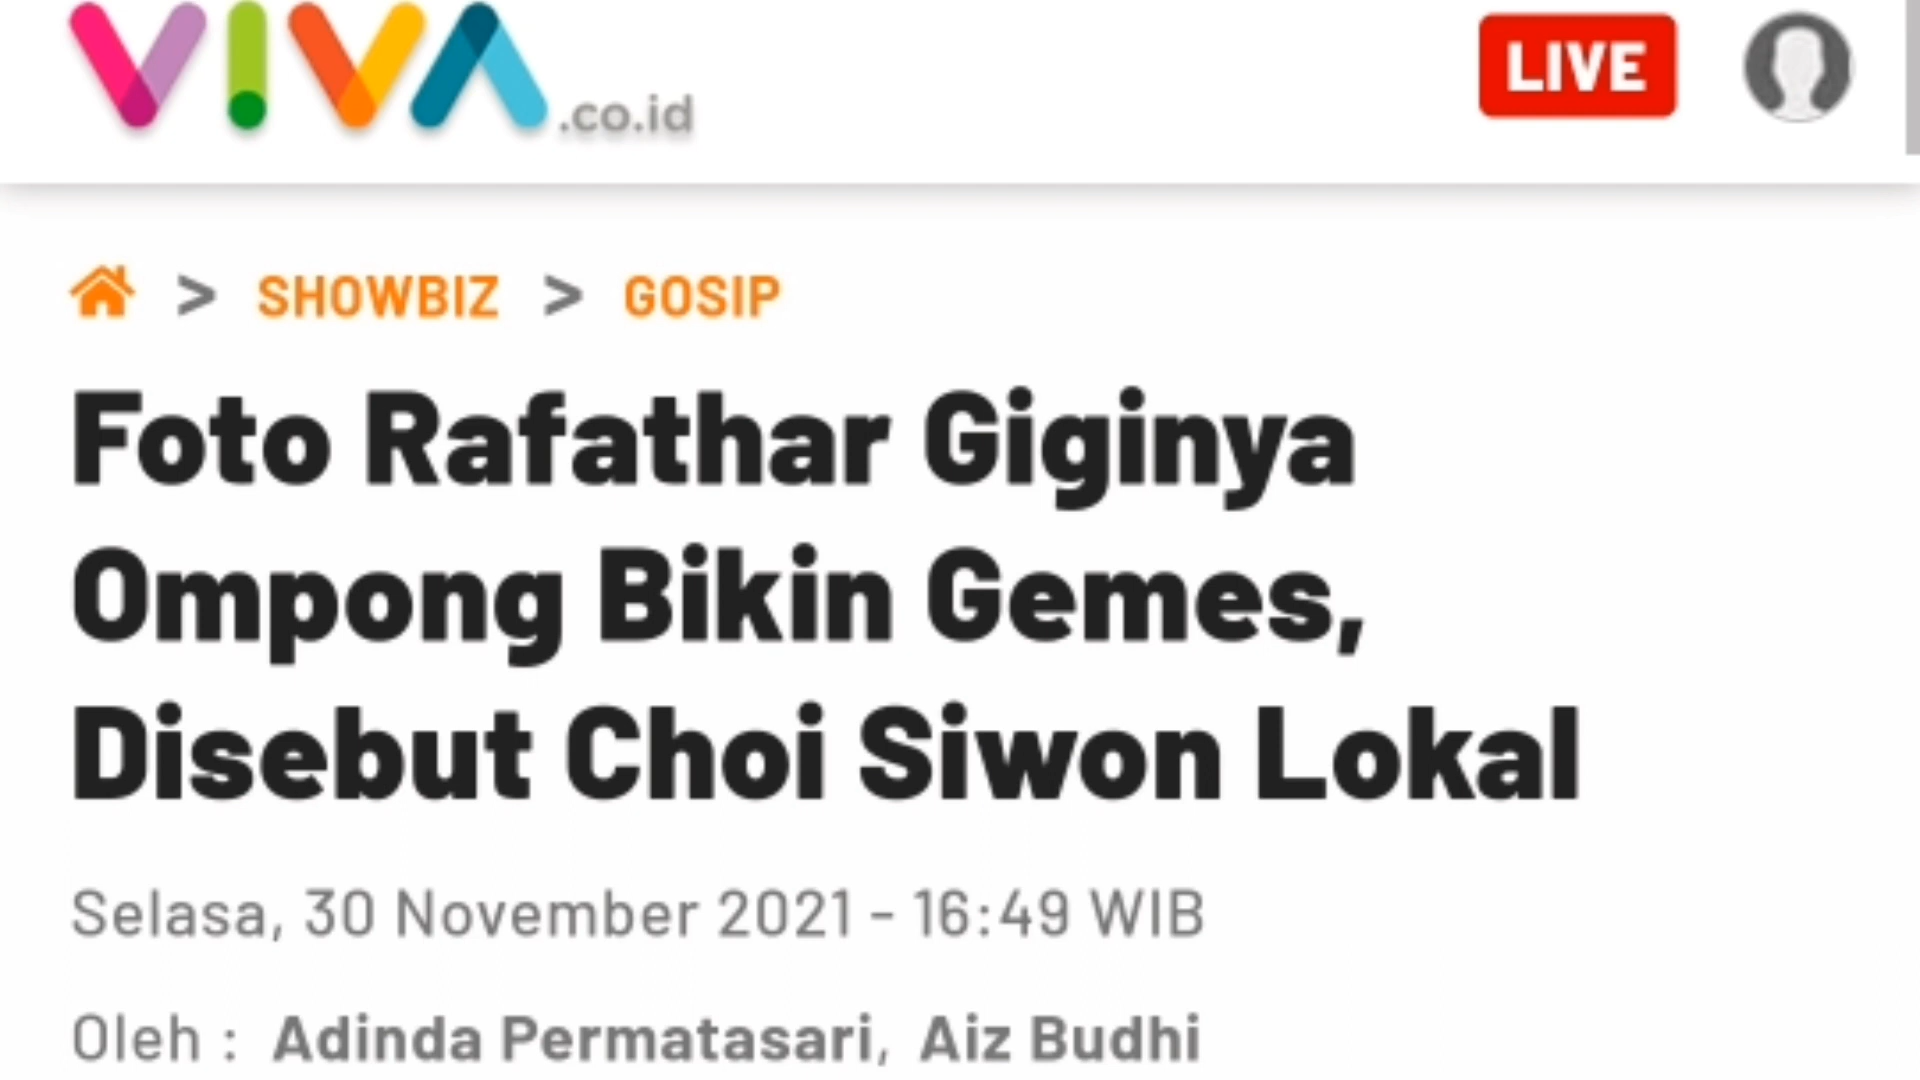 VIVA.co.id
LIVE
> SHOWBIZ > GOSIP
Foto Rafathar Giginya
Ompong Bikin Gemes,
Disebut Choi Siwon Lokal
Selasa, 30 November 2021 - 16:49 WIB
Oleh : Adinda Permatasari, Aiz Budhi